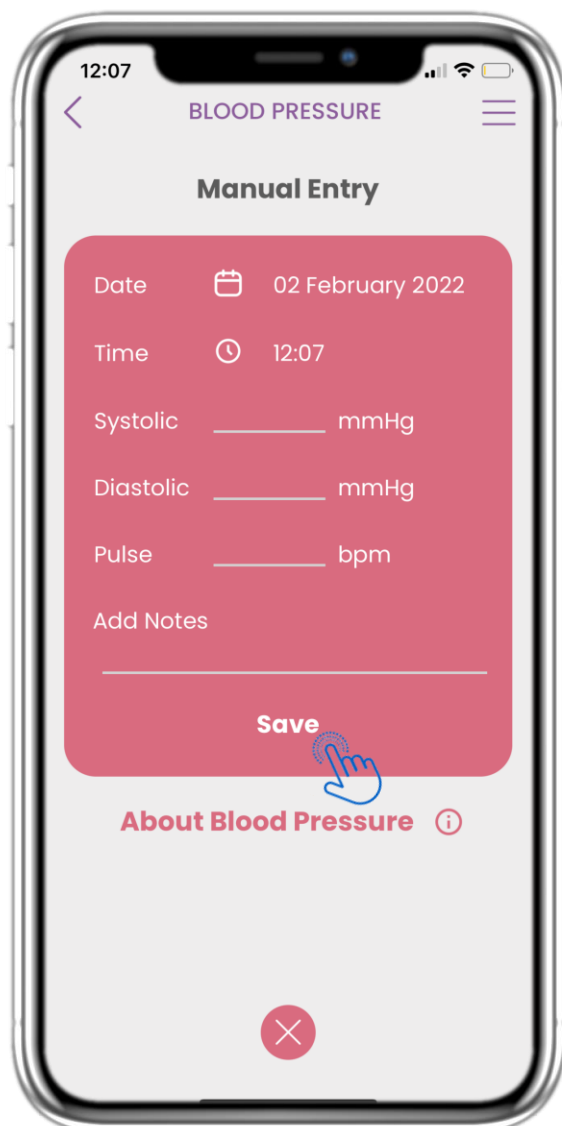 12:07
BLOOD PRESSURE
Manual Entry
Date 02 February 2022
Time 12:07
Systolic mmHg
Diastolic mmHg
Pulse bpm
Add Notes
Save
About Blood Pressure